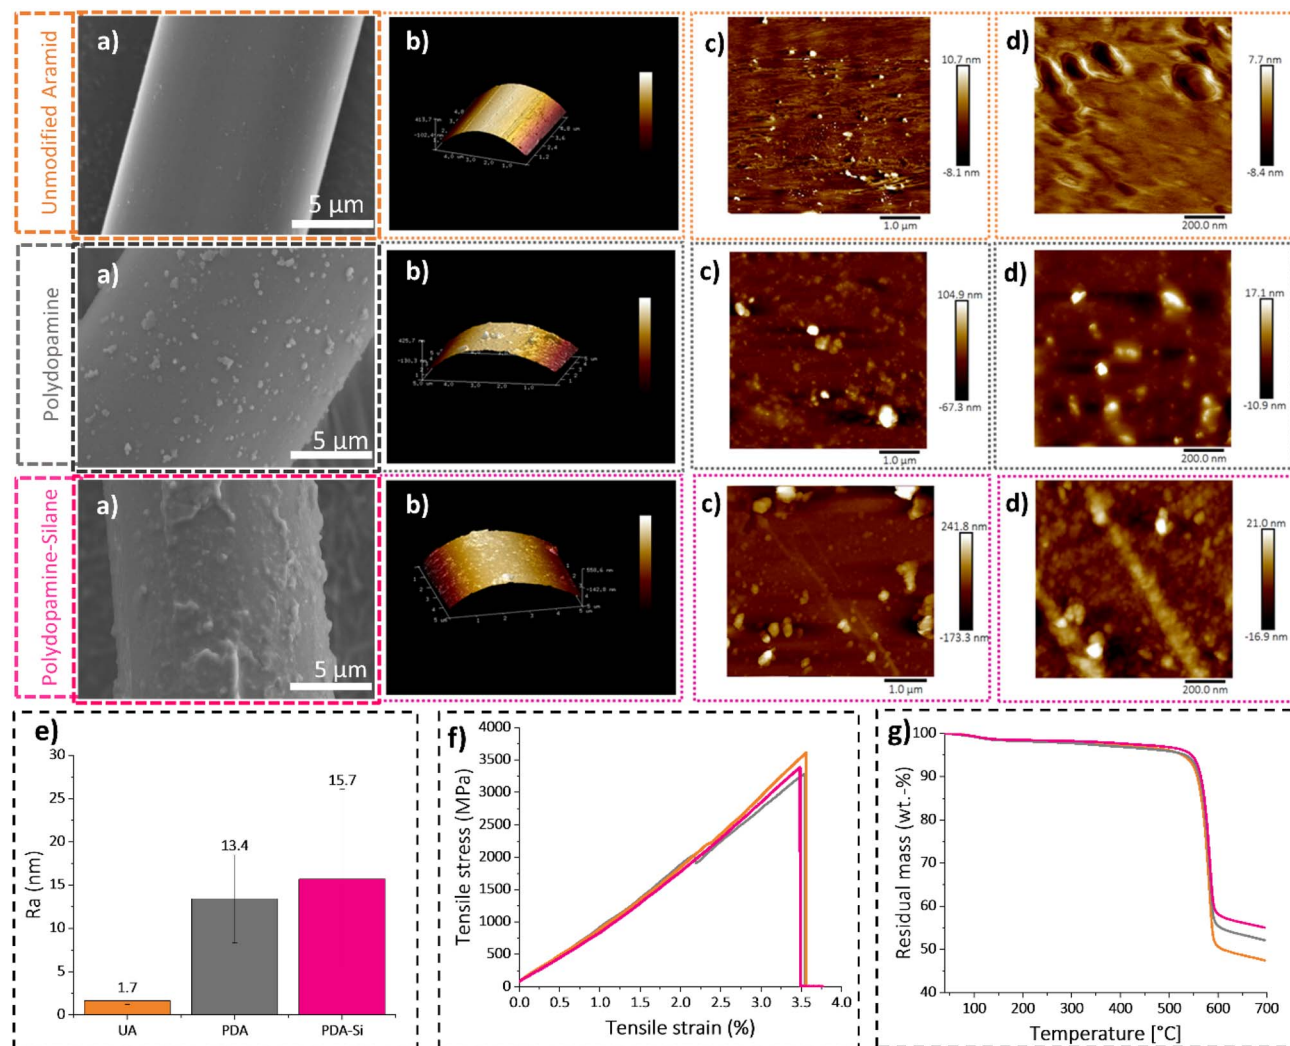 Unmodified Aramid
a)
5 µm
b)
c)
10.7 nm
-8.1 nm
1.0 µm
d)
7.7 nm
-8.4 nm
200.0 nm
Polydopamine
a)
5 µm
b)
c)
104.9 nm
-67.3 nm
1.0 µm
d)
17.1 nm
-10.9 nm
200.0 nm
Polydopamine-Silane
a)
5 µm
b)
c)
241.8 nm
-173.3 nm
1.0 µm
d)
21.0 nm
-16.9 nm
200.0 nm
e)
Ra (nm)
30
25
20
15
10
5
0
1.7
13.4
15.7
UA
PDA
PDA-Si
f)
Tensile stress (MPa)
4000
3500
3000
2500
2000
1500
1000
500
0
0.0
0.5
1.0
1.5
2.0
2.5
3.0
3.5
4.0
Tensile strain (%)
g)
Residual mass (wt.-%)
100
90
80
70
60
50
40
100
200
300
400
500
600
700
Temperature [°C]